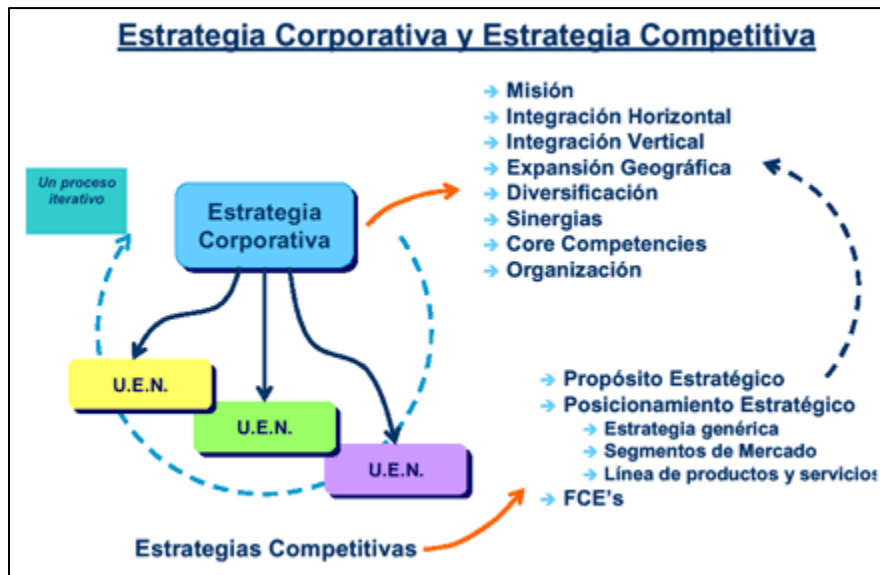 Estrategia Corporativa y Estrategia Competitiva
Un proceso
iterativo
Estrategia
Corporativa
U.E.N.
U.E.N.
U.E.N.
Estrategias Competitivas
Misión
Integración Horizontal
Integración Vertical
Expansión Geográfica
Diversificación
Sinergias
Core Competencies
Organización
Propósito Estratégico
Posicionamiento Estratégico
Estrategia genérica
Segmentos de Mercado
Línea de productos y servicios
FCE's